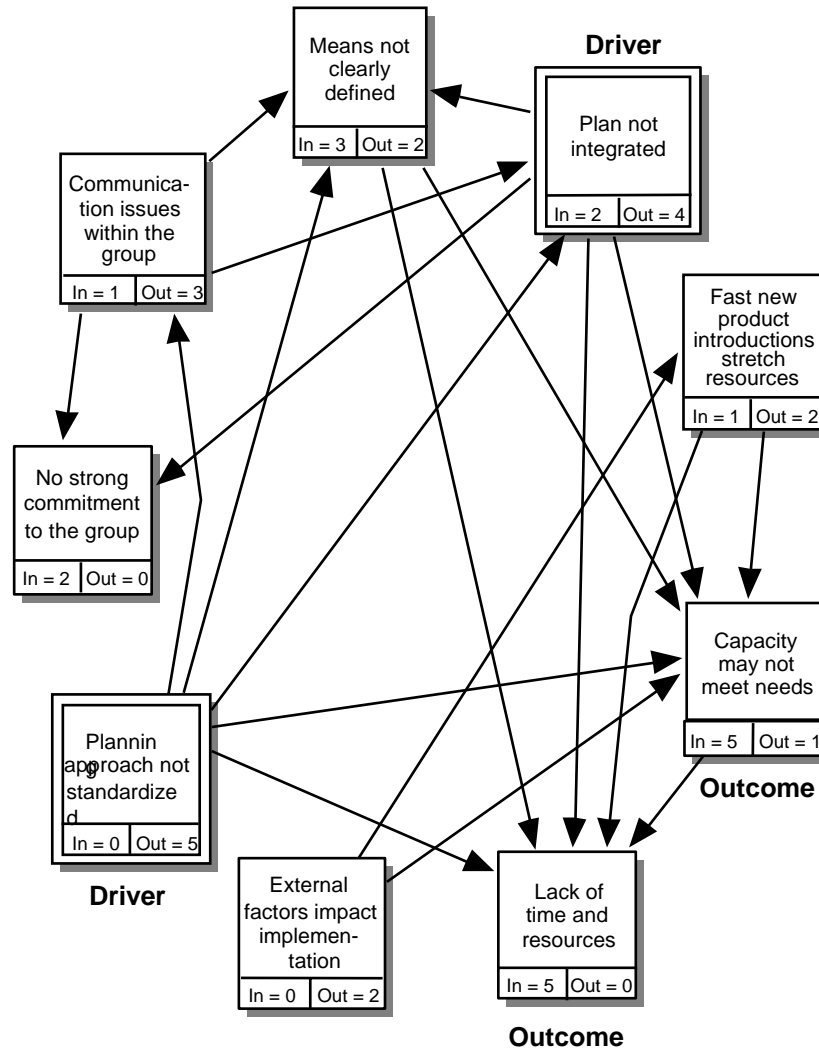 Means not
clearly
defined
In = 3 Out = 2
Driver
Plan not
integrated
In = 2 Out = 4
Communica-
tion issues
within the
group
In = 1 Out = 3
Fast new
product
introductions
stretch
resources
In = 1 Out = 2
No strong
commitment
to the group
In = 2 Out = 0
Capacity
may not
meet needs
In = 5 Out = 1
Outcome
Plannin
g
approach not
standardize
d
In = 0 Out = 5
Driver
External
factors impact
implemen-
tation
In = 0 Out = 2
Lack of
time and
resources
In = 5 Out = 0
Outcome